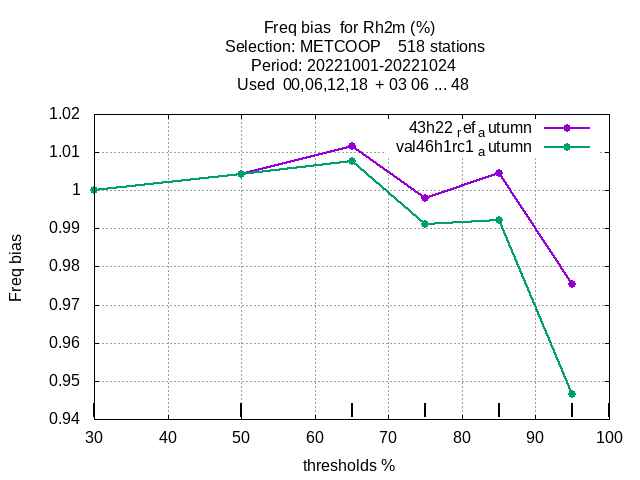 Freq bias  for Rh2m (%)
Selection: METCOOP    518 stations
Period: 20221001-20221024
Used  00,06,12,18  + 03 06 ... 48
43h22 ref autumn
val46h1rc1 autumn
1.02
1.01
1
0.99
0.98
0.97
0.96
0.95
0.94
Freq bias
30 40 50 60 70 80 90 100
thresholds %